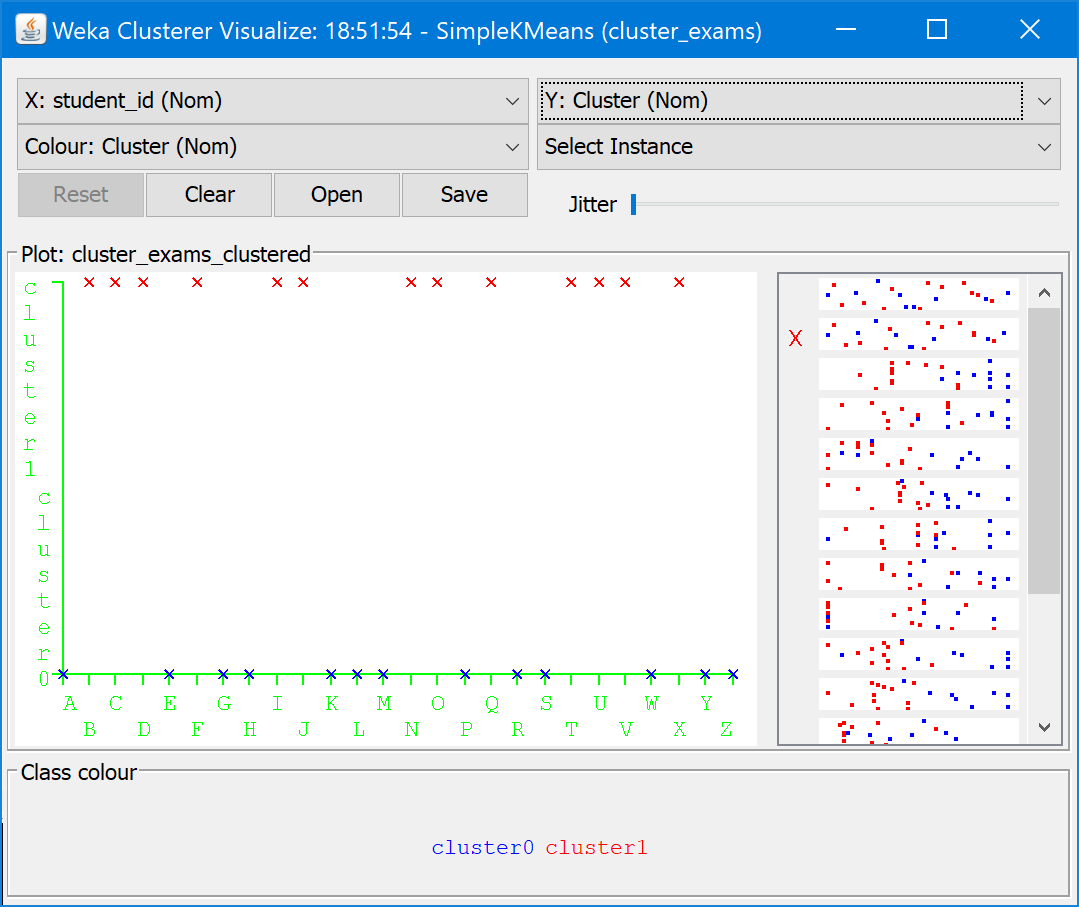 Weka Clusterer Visualize: 18:51:54 - SimpleKMeans (cluster_exams)
X: student_id (Nom)
Y: Cluster (Nom)
Colour: Cluster (Nom)
Select Instance
Reset
Clear
Open
Save
Jitter
Plot: cluster_exams_clustered
cluster1
cluster0
X
A C E G I K M O Q S U W Y
B D F H J L N P R T V X Z
Class colour
cluster0 cluster1